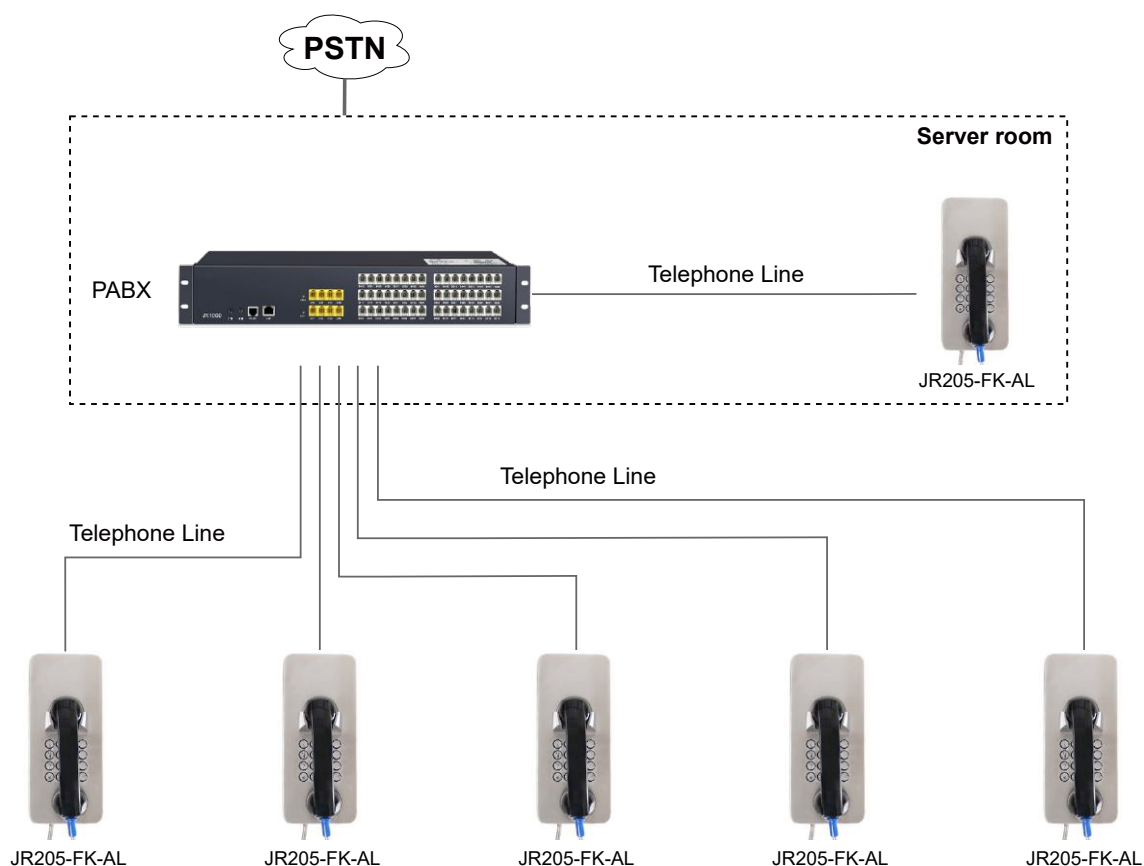 PSTN
Server room
PABX
Telephone Line
JR205-FK-AL
Telephone Line
Telephone Line
JR205-FK-AL
JR205-FK-AL
JR205-FK-AL
JR205-FK-AL
JR205-FK-AL